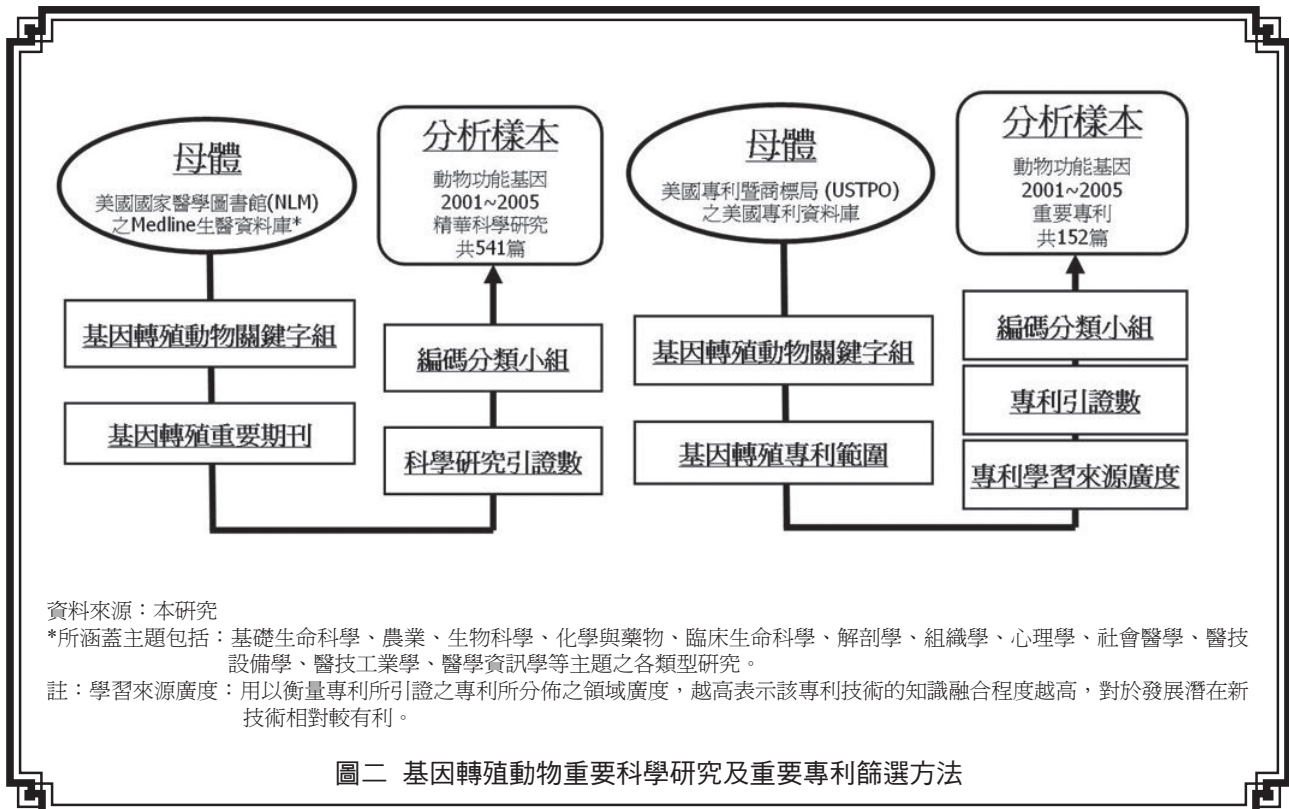 母體
美國國家醫學圖書館(NLM)
之Medline生醫資料庫*
基因轉殖動物關鍵字組
基因轉殖重要期刊
分析樣本
動物功能基因
2001~2005
精華科學研究
共541篇
編碼分類小組
科學研究引證數
母體
美國專利暨商標局 (USTPO)
之美國專利資料庫
基因轉殖動物關鍵字組
基因轉殖專利範圍
分析樣本
動物功能基因
2001~2005
重要專利
共152篇
編碼分類小組
專利引證數
專利學習來源廣度
資料來源：本研究
*所涵蓋主題包括：基礎生命科學、農業、生物科學、化學與藥物、臨床生命科學、解剖學、組織學、心理學、社會醫學、醫技
設備學、醫技工業學、醫學資訊學等主題之各類型研究。
註：學習來源廣度：用以衡量專利所引證之專利所分佈之領域廣度，越高表示該專利技術的知識融合程度越高，對於發展潛在新
技術相對較有利。
圖二 基因轉殖動物重要科學研究及重要專利篩選方法